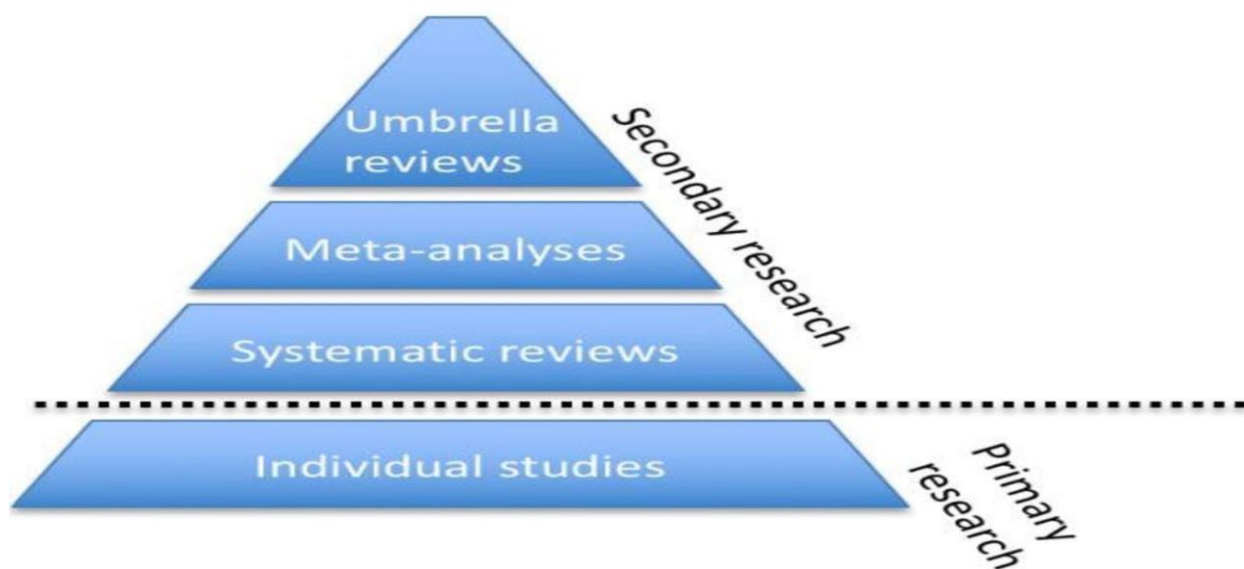 Umbrella
reviews
Secondary research
Meta-analyses
Systematic reviews
Individual studies
Primary
research